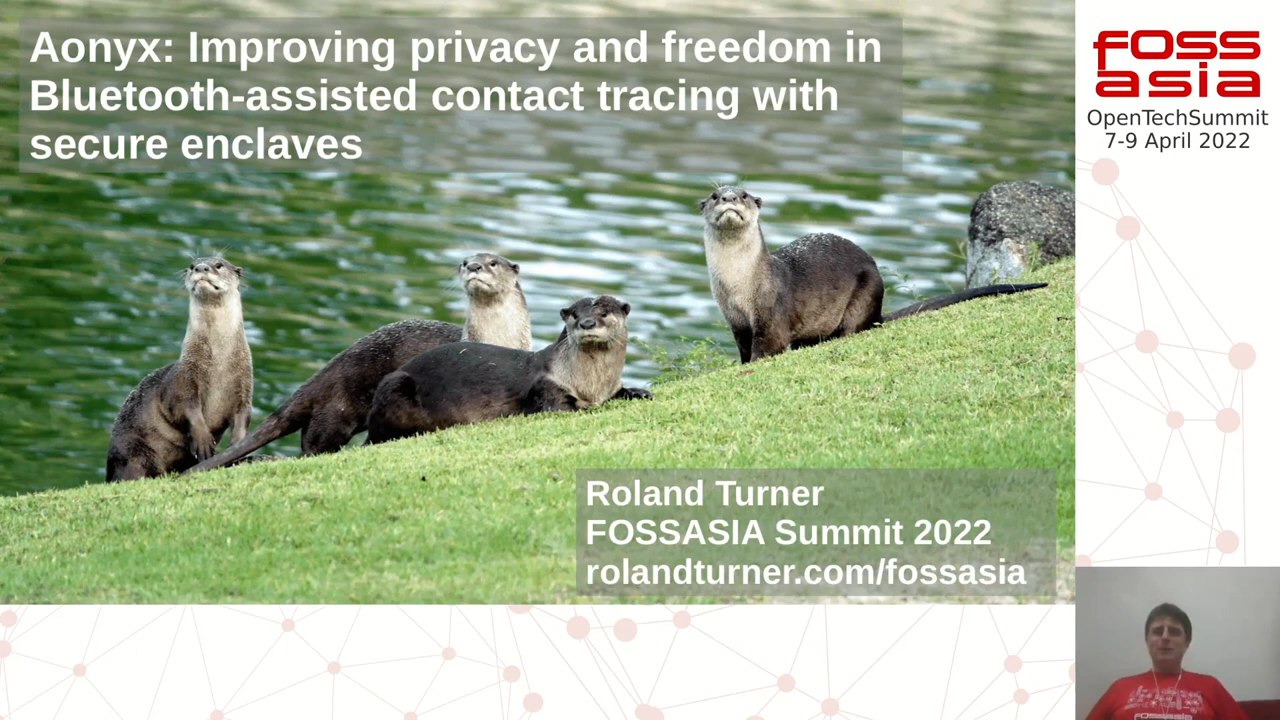 Aonyx: Improving privacy and freedom in
Bluetooth-assisted contact tracing with
secure enclaves
foss
asia
OpenTechSummit
7-9 April 2022
Roland Turner
FOSSASIA Summit 2022
rolandturner.com/fossasia
fossasia